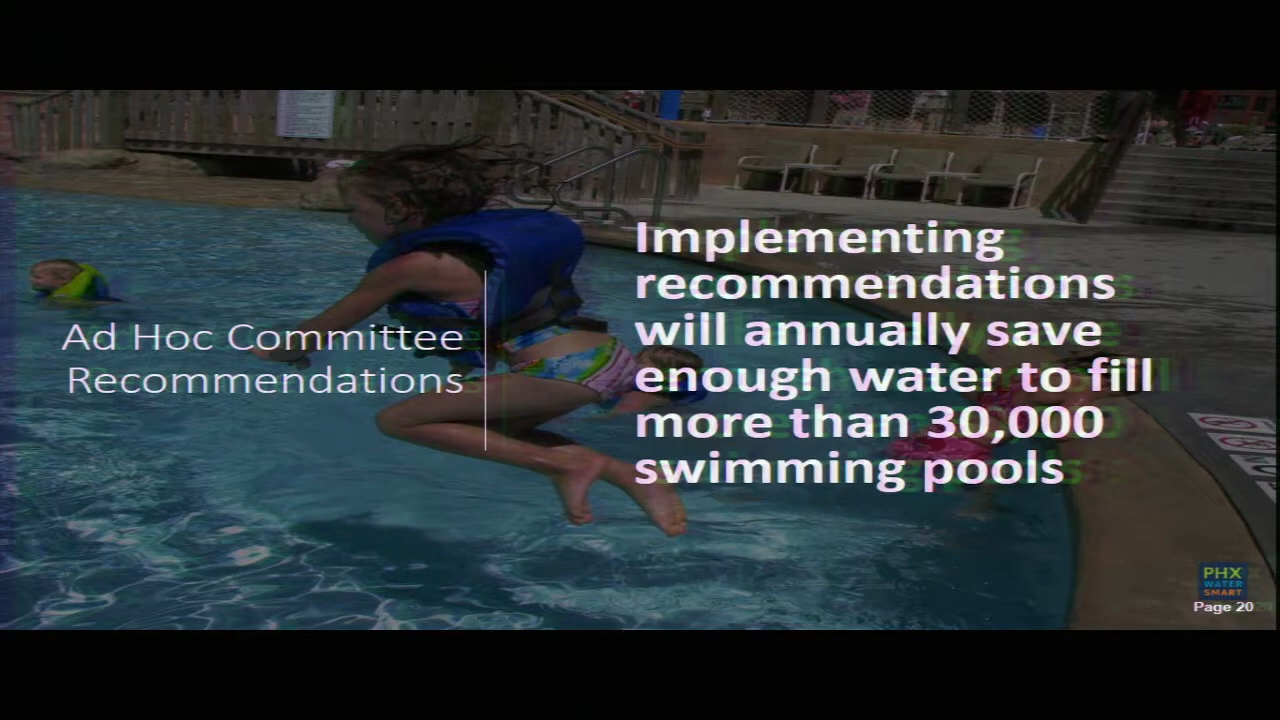 Ad Hoc Committee
Recommendations
Implementing
recommendations
will annually save
enough water to fill
more than 30,000
swimming pools
PHX
WATER
SMART
Page 20